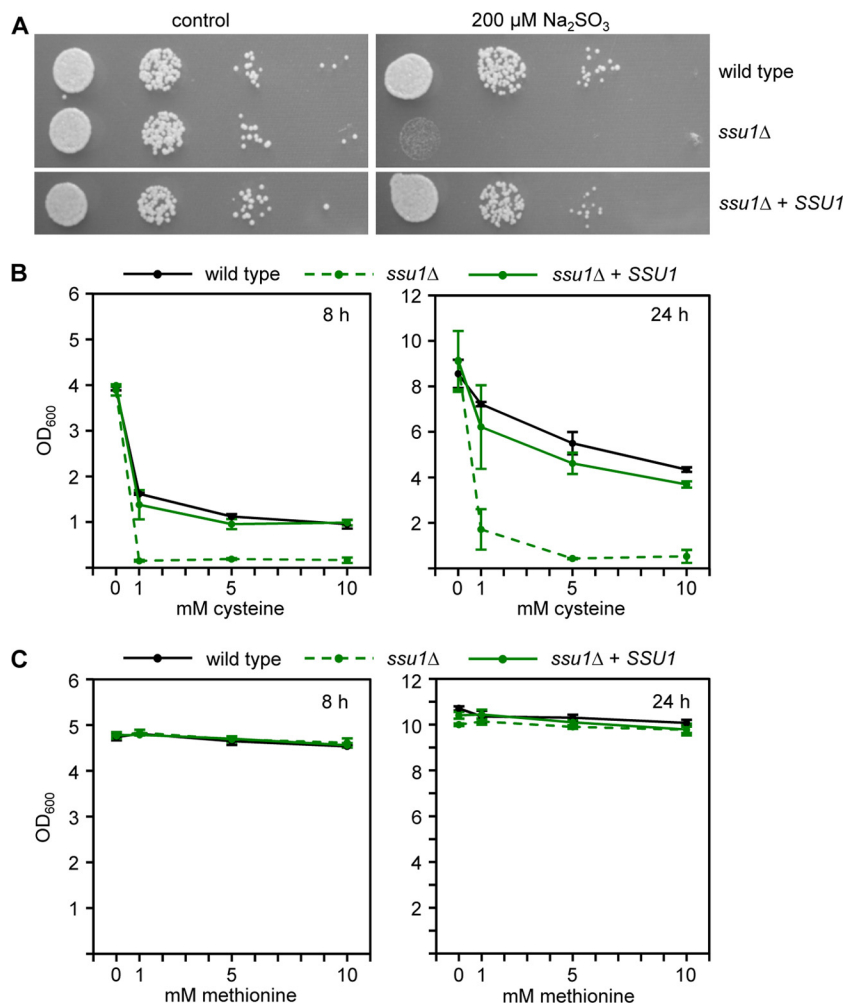 A
control
200 µM Na₂SO₃
wild type
ssu1Δ
ssu1Δ + SSU1
B
wild type
ssu1Δ
ssu1Δ + SSU1
8 h
OD₆₀₀
6
5
4
3
2
1
0 1 5 10
mM cysteine
24 h
12
10
8
6
4
2
0 1 5 10
mM cysteine
C
wild type
ssu1Δ
ssu1Δ + SSU1
8 h
OD₆₀₀
6
5
4
3
2
1
0 1 5 10
mM methionine
24 h
12
10
8
6
4
2
0 1 5 10
mM methionine